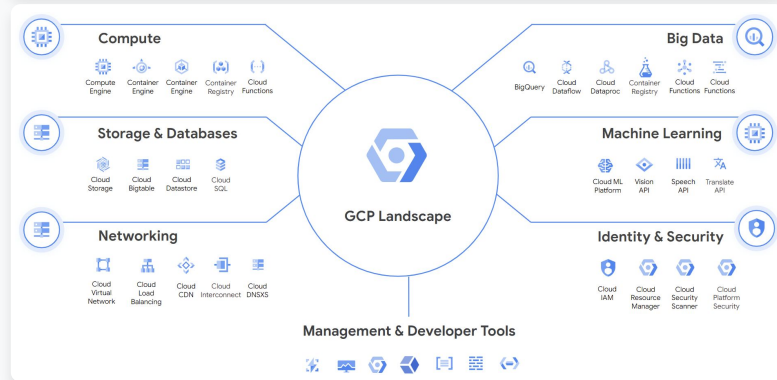 Compute
Compute
Engine
Container
Engine
Container
Engine
Container
Registry
Cloud
Functions
Storage & Databases
Cloud
Storage
Cloud
Bigtable
Cloud
Datastore
Cloud
SQL
Networking
Cloud
Virtual
Network
Cloud
Load
Balancing
Cloud
CDN
Cloud
Interconnect
Cloud
DNSXS
GCP Landscape
Big Data
BigQuery
Cloud
Dataflow
Cloud
Dataproc
Container
Registry
Cloud
Functions
Cloud
Functions
Machine Learning
Cloud ML
Platform
Vision
API
Speech
API
Translate
API
Identity & Security
Cloud
IAM
Cloud
Resource
Manager
Cloud
Security
Scanner
Cloud
Platform
Security
Management & Developer Tools